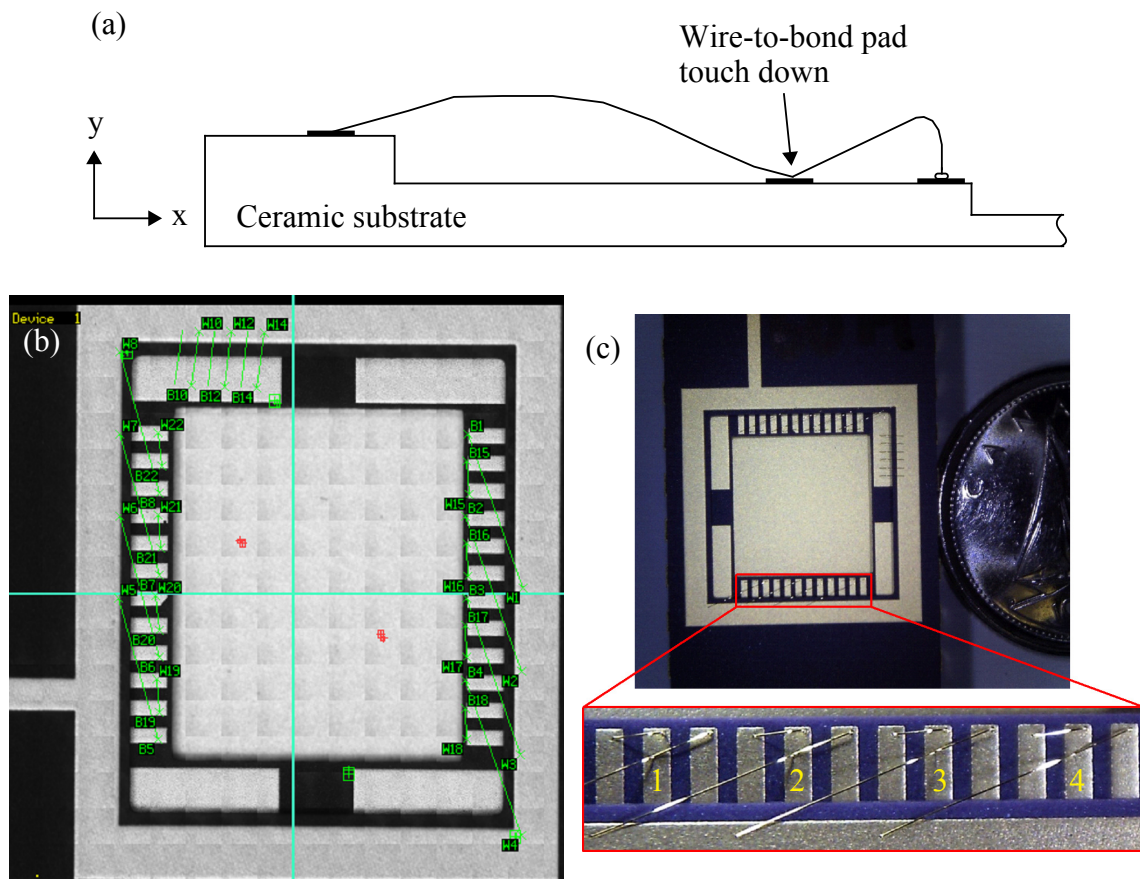 (a)
Wire-to-bond pad
touch down
y
x
Ceramic substrate
Device 1
(b)
W10 W12 W14
W8
B10 B12 B14
W7 W22 B1
B22 B15
B8
W6 W21 W15 B2
B21 B16
B7 W16 B3
W5 W20 W1
B20 B17
B6 W19 W17 B4
W2
B19 B18
B5 W18
W3
W4
(c)
1 2 3 4